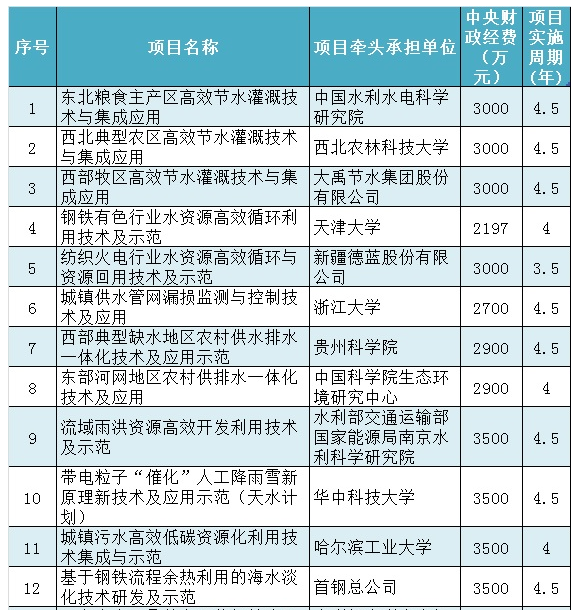 序号 项目名称 项目牵头承担单位 中央财 项目
政经费 实施
（万 周期
元） (年)
1 东北粮食主产区高效节水灌溉技 中国水利水电科学 3000 4.5
术与集成应用 研究院
2 西北典型农区高效节水灌溉技术 西北农林科技大学 3000 4.5
与集成应用
3 西部牧区高效节水灌溉技术与集 大禹节水集团股份 3000 4.5
成应用 有限公司
4 钢铁有色行业水资源高效循环利 天津大学 2197 4
用技术及示范
5 纺织火电行业水资源高效循环与 新疆德蓝股份有限 3000 3.5
资源回用技术及示范 公司
6 城镇供水管网漏损监测与控制技 浙江大学 2700 4.5
术及应用
7 西部典型缺水地区农村供水排水 贵州科学院 2900 4.5
一体化技术及应用示范
8 东部河网地区农村供排水一体化 中国科学院生态环 2900 4
技术及应用 境研究中心
9 流域雨洪资源高效开发利用技术 水利部交通运输部 3500 4.5
及示范 国家能源局南京水
利科学研究院
10 带电粒子“催化”人工降雨雪新 华中科技大学 3500 4.5
原理新技术及应用示范（天水计
划）
11 城镇污水高效低碳资源化利用技 哈尔滨工业大学 3500 4
术集成与示范
12 基于钢铁流程余热利用的海水淡 首钢总公司 3500 4.5
化技术研发及示范